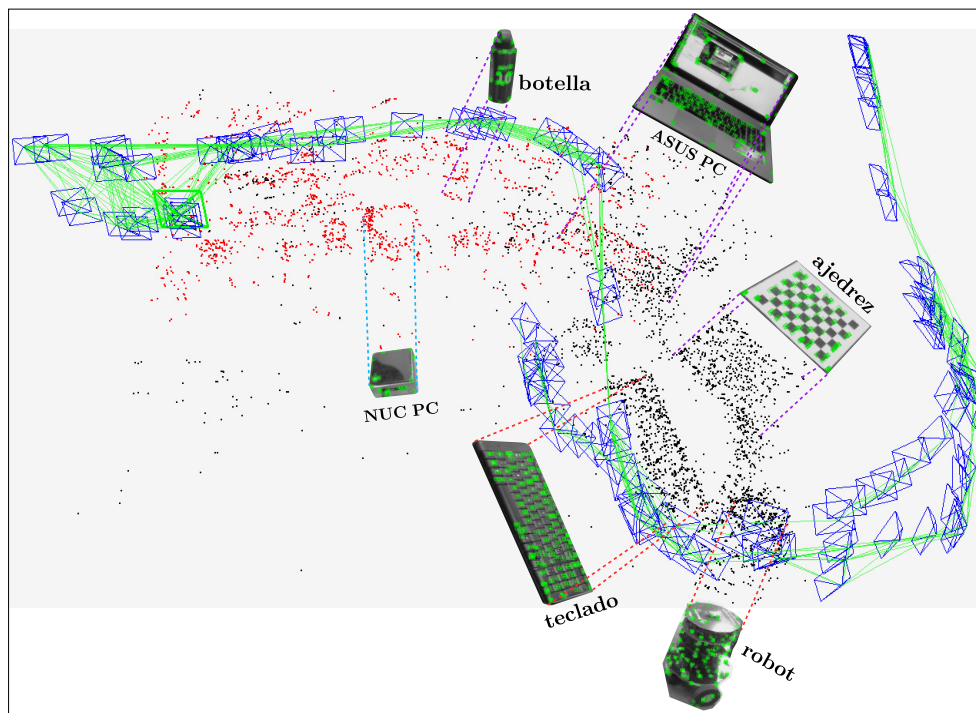 botella
ASUS PC
ajedrez
NUC PC
teclado
robot